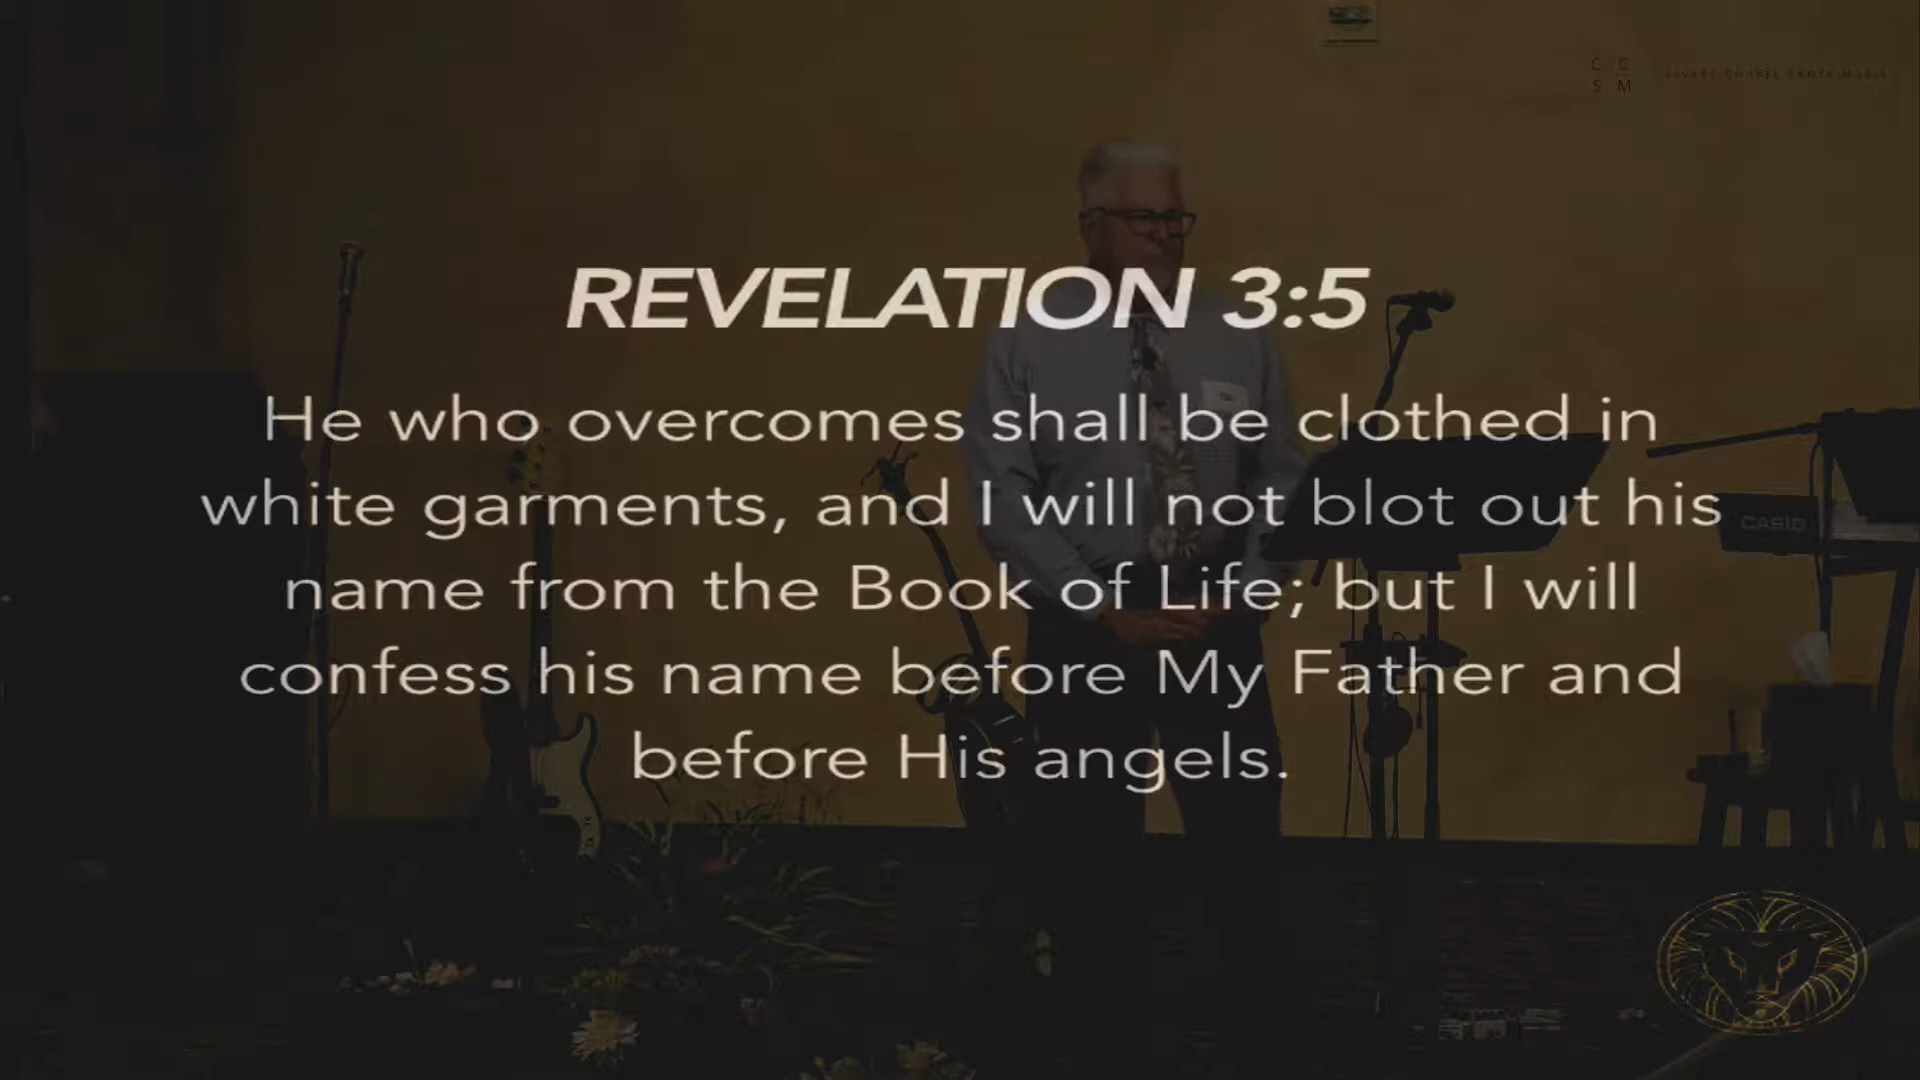 C C
S M
REVELATION 3:5
He who overcomes shall be clothed in
white garments, and I will not blot out his
name from the Book of Life; but I will
confess his name before My Father and
before His angels.
CASIO